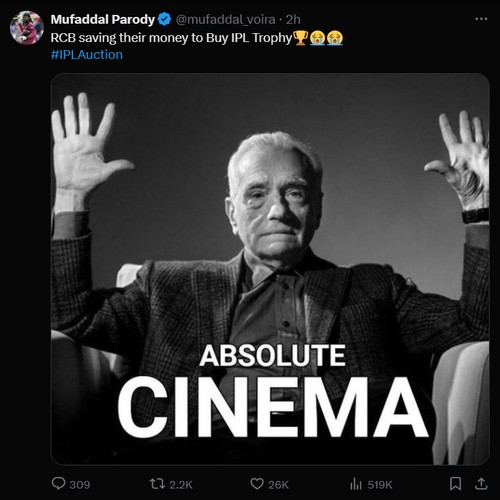 Mufaddal Parody @mufaddal_voira · 2h
RCB saving their money to Buy IPL Trophy🏆😭😭
#IPLAuction
ABSOLUTE
CINEMA
309 2.2K 26K 519K